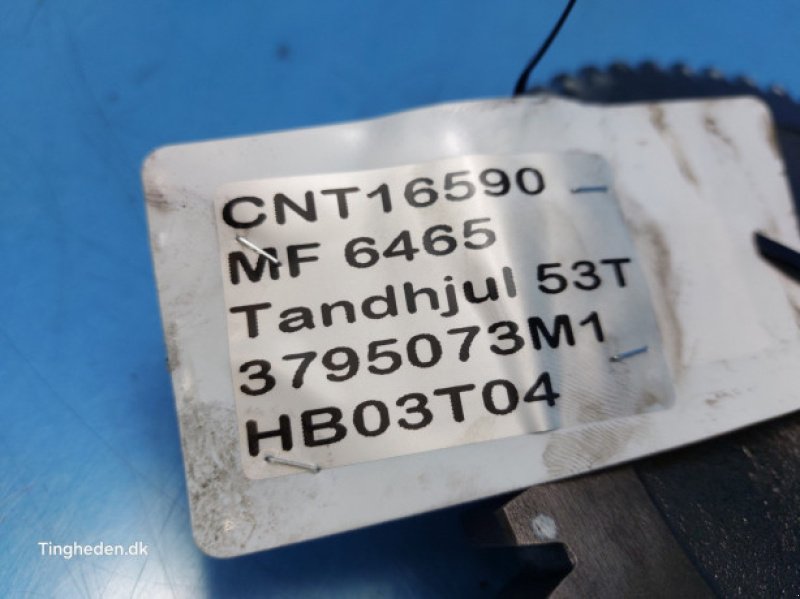 CNT16590
MF 6465
Tandhjul 53T
3795073M1
HB03T04
Tingheden.dk